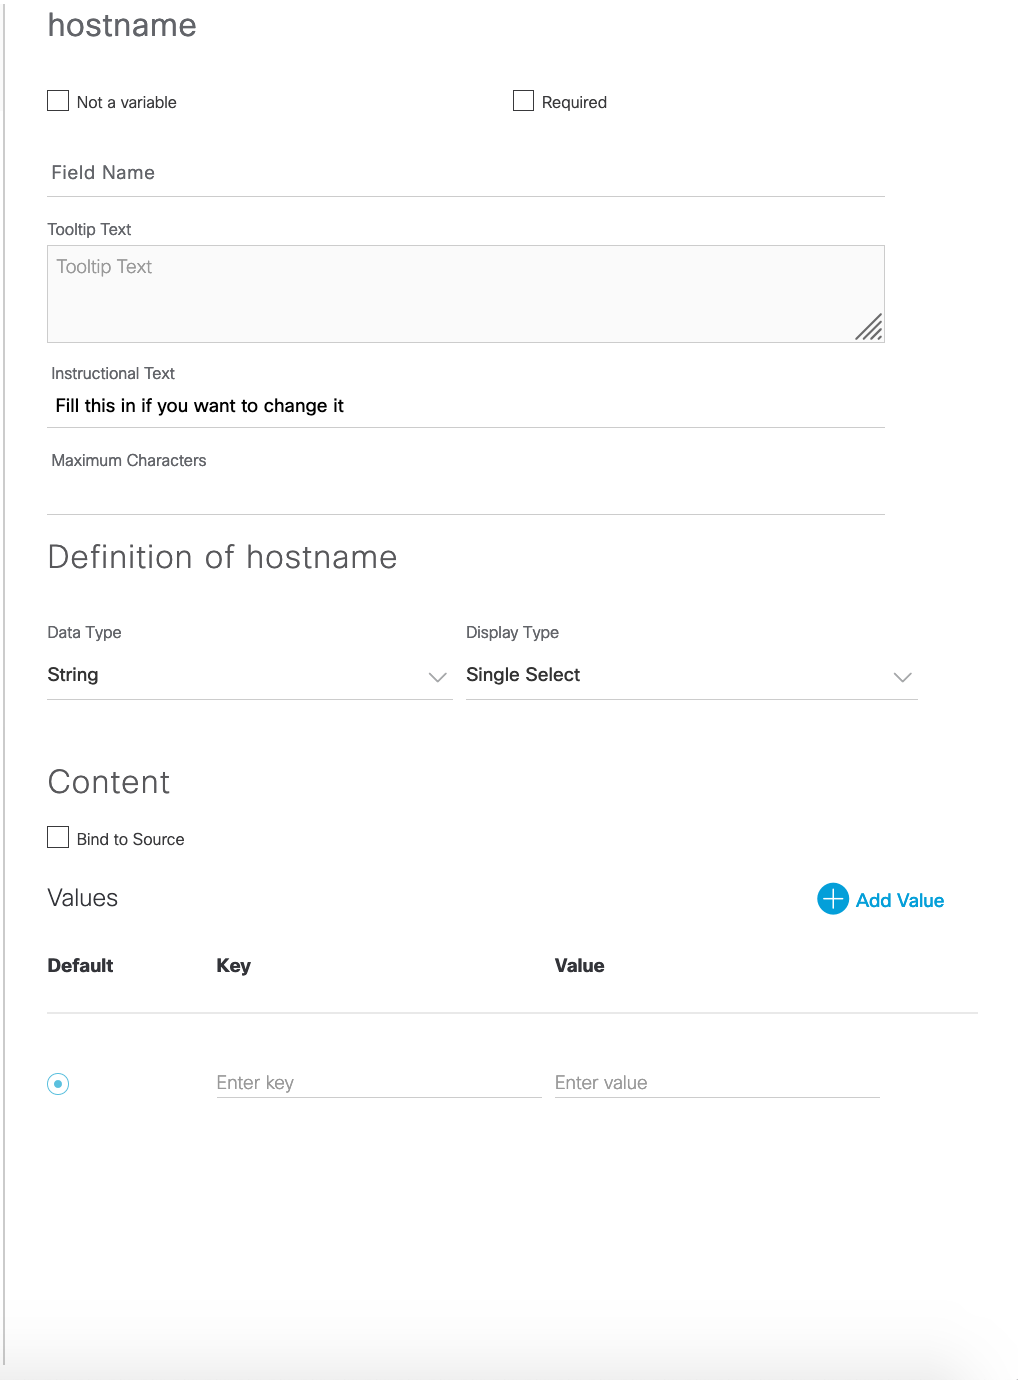 hostname
Not a variable Required
Field Name
Tooltip Text
Tooltip Text
Instructional Text
Fill this in if you want to change it
Maximum Characters
Definition of hostname
Data Type Display Type
String Single Select
Content
Bind to Source
Values Add Value
Default Key Value
Enter key Enter value